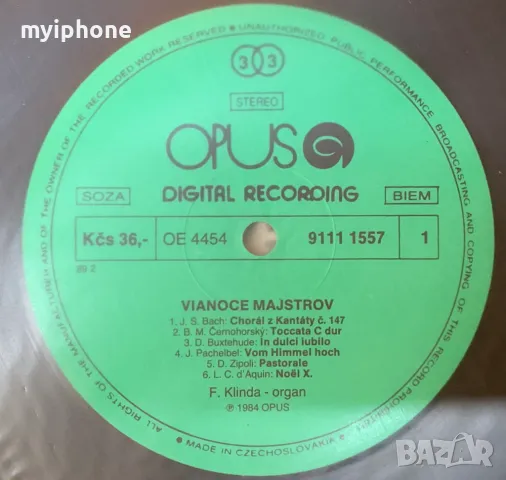 myiphone
ALL RIGHTS OF THE MANUFACTURER AND OF THE OWNER OF THE RECORDED WORK RESERVED • UNAUTHORISED PUBLIC PERFORMANCE BROADCASTING AND COPYING OF THIS RECORD PROHIBITED
33
STEREO
OPUS
SOZA DIGITAL RECORDING BIEM
Kčs 36,- OE 4454 9111 1557 1
VIANOCE MAJSTROV
1. J. S. Bach: Chorál z Kantáty č. 147
2. B. M. Černohorský: Toccata C dur
3. D. Buxtehude: In dulci iubilo
4. J. Pachelbel: Vom Himmel hoch
5. D. Zipoli: Pastorale
6. L. C. d'Aquin: Noël X.
F. Klinda - organ
℗ 1984 OPUS
• MADE IN CZECHOSLOVAKIA •
BAZAR
.bg